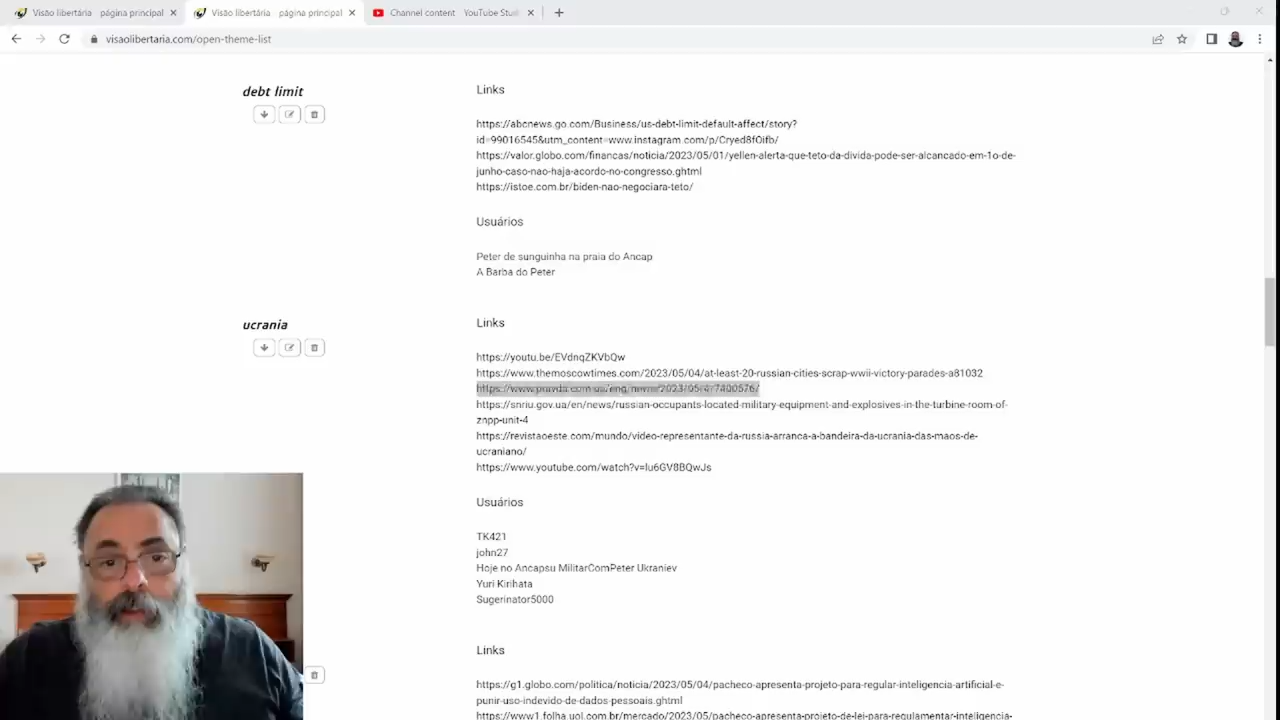 Visão libertária - página principal
Visão libertária - página principal
Channel content - YouTube Studi
visaolibertaria.com/open-theme-list
debt limit
Links
https://abcnews.go.com/Business/us-debt-limit-default-affect/story?
id=99016545&utm_content=www.instagram.com/p/Cryed8fOifb/
https://valor.globo.com/financas/noticia/2023/05/01/yellen-alerta-que-teto-da-divida-pode-ser-alcancado-em-1o-de-
junho-caso-nao-haja-acordo-no-congresso.ghtml
https://istoe.com.br/biden-nao-negociara-teto/
Usuários
Peter de sunguinha na praia do Ancap
A Barba do Peter
ucrania
Links
https://youtu.be/EVdnqZKVbQw
https://www.themoscowtimes.com/2023/05/04/at-least-20-russian-cities-scrap-wwii-victory-parades-a81032
https://www.pravda.com.ua/eng/news/2023/05/4/7400576/
https://snriu.gov.ua/en/news/russian-occupants-located-military-equipment-and-explosives-in-the-turbine-room-of-
znpp-unit-4
https://revistaoeste.com/mundo/video-representante-da-russia-arranca-a-bandeira-da-ucrania-das-maos-de-
ucraniano/
https://www.youtube.com/watch?v=lu6GV8BQwJs
Usuários
TK421
john27
Hoje no Ancapsu MilitarComPeter Ukraniev
Yuri Kirihata
Sugerinator5000
Links
https://g1.globo.com/politica/noticia/2023/05/04/pacheco-apresenta-projeto-para-regular-inteligencia-artificial-e-
punir-uso-indevido-de-dados-pessoais.ghtml
https://www1.folha.uol.com.br/mercado/2023/05/pacheco-apresenta-projeto-de-lei-para-regulamentar-inteligencia-